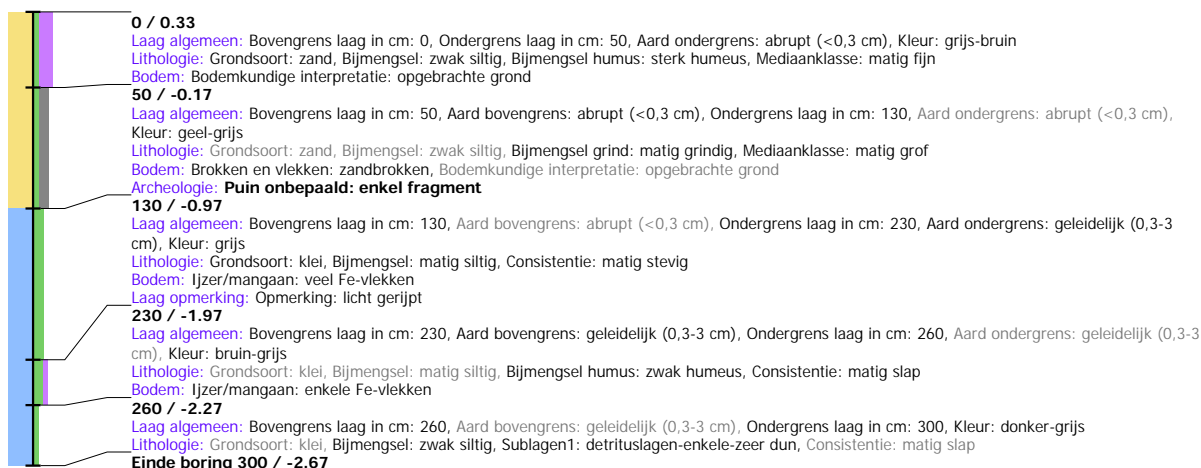 0 / 0.33
Laag algemeen: Bovengrens laag in cm: 0, Ondergrens laag in cm: 50, Aard ondergrens: abrupt (<0,3 cm), Kleur: grijs-bruin
Lithologie: Grondsoort: zand, Bijmengsel: zwak siltig, Bijmengsel humus: sterk humeus, Mediaanklasse: matig fijn
Bodem: Bodemkundige interpretatie: opgebrachte grond
50 / -0.17
Laag algemeen: Bovengrens laag in cm: 50, Aard bovengrens: abrupt (<0,3 cm), Ondergrens laag in cm: 130, Aard ondergrens: abrupt (<0,3 cm),
Kleur: geel-grijs
Lithologie: Grondsoort: zand, Bijmengsel: zwak siltig, Bijmengsel grind: matig grindig, Mediaanklasse: matig grof
Bodem: Brokken en vlekken: zandbrokken, Bodemkundige interpretatie: opgebrachte grond
Archeologie: Puin onbepaald: enkel fragment
130 / -0.97
Laag algemeen: Bovengrens laag in cm: 130, Aard bovengrens: abrupt (<0,3 cm), Ondergrens laag in cm: 230, Aard ondergrens: geleidelijk (0,3-3
cm), Kleur: grijs
Lithologie: Grondsoort: klei, Bijmengsel: matig siltig, Consistentie: matig stevig
Bodem: Ijzer/mangaan: veel Fe-vlekken
Laag opmerking: Opmerking: licht gerijpt
230 / -1.97
Laag algemeen: Bovengrens laag in cm: 230, Aard bovengrens: geleidelijk (0,3-3 cm), Ondergrens laag in cm: 260, Aard ondergrens: geleidelijk (0,3-3
cm), Kleur: bruin-grijs
Lithologie: Grondsoort: klei, Bijmengsel: matig siltig, Bijmengsel humus: zwak humeus, Consistentie: matig slap
Bodem: Ijzer/mangaan: enkele Fe-vlekken
260 / -2.27
Laag algemeen: Bovengrens laag in cm: 260, Aard bovengrens: geleidelijk (0,3-3 cm), Ondergrens laag in cm: 300, Kleur: donker-grijs
Lithologie: Grondsoort: klei, Bijmengsel: zwak siltig, Sublagen1: detrituslagen-enkele-zeer dun, Consistentie: matig slap
Einde boring 300 / -2.67